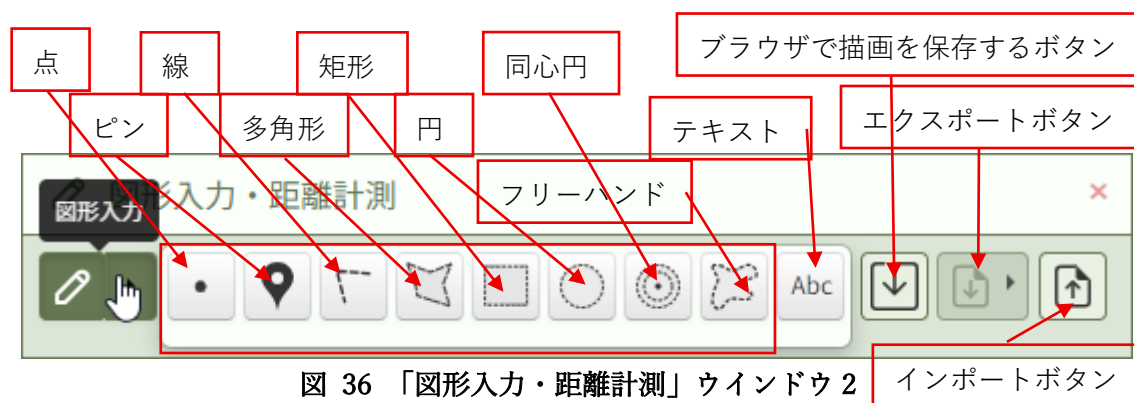 ブラウザで描画を保存するボタン
点
線
矩形
同心円
ピン
多角形
円
テキスト
エクスポートボタン
図形入力・距離計測
フリーハンド
×
図形入力
Abc
インポートボタン
図 36 「図形入力・距離計測」ウインドウ2